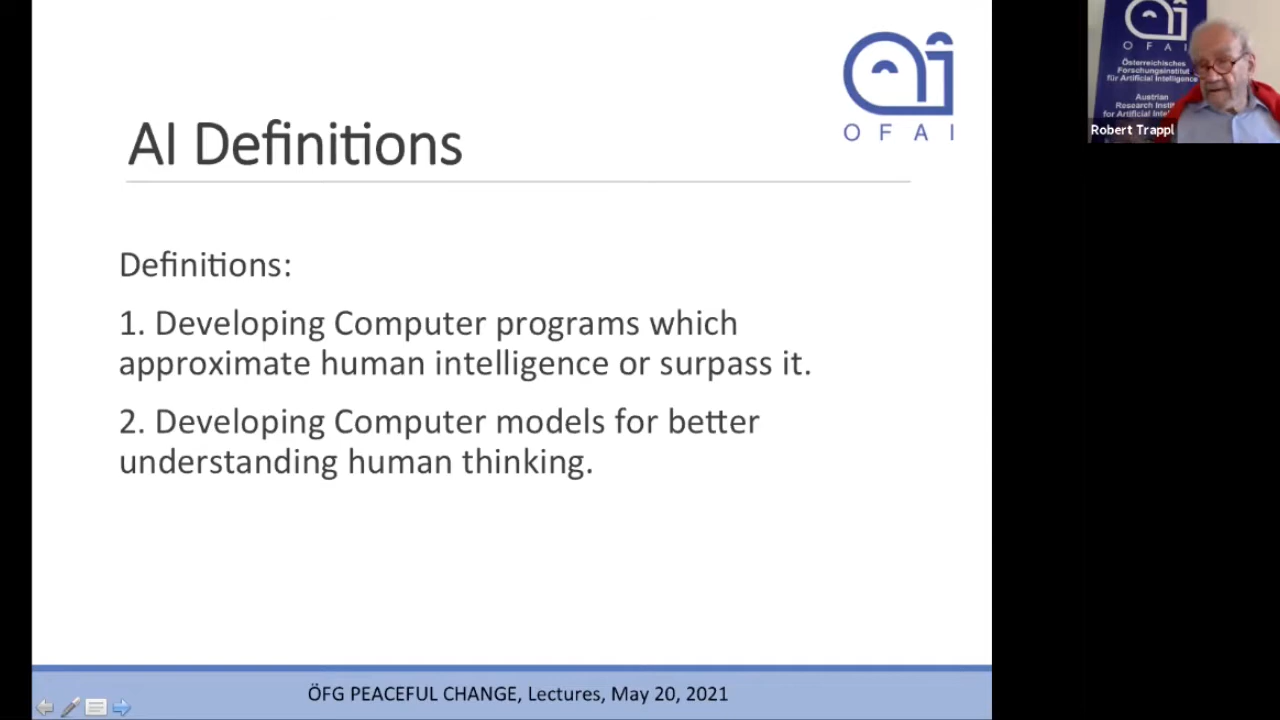 OFAI
AI Definitions
Definitions:
1. Developing Computer programs which
approximate human intelligence or surpass it.
2. Developing Computer models for better
understanding human thinking.
ÖFG PEACEFUL CHANGE, Lectures, May 20, 2021
OFAI
Österreichisches
Forschungsinstitut
für Artificial Intelligence
Austrian
Research
for Artificial
Robert Trappl